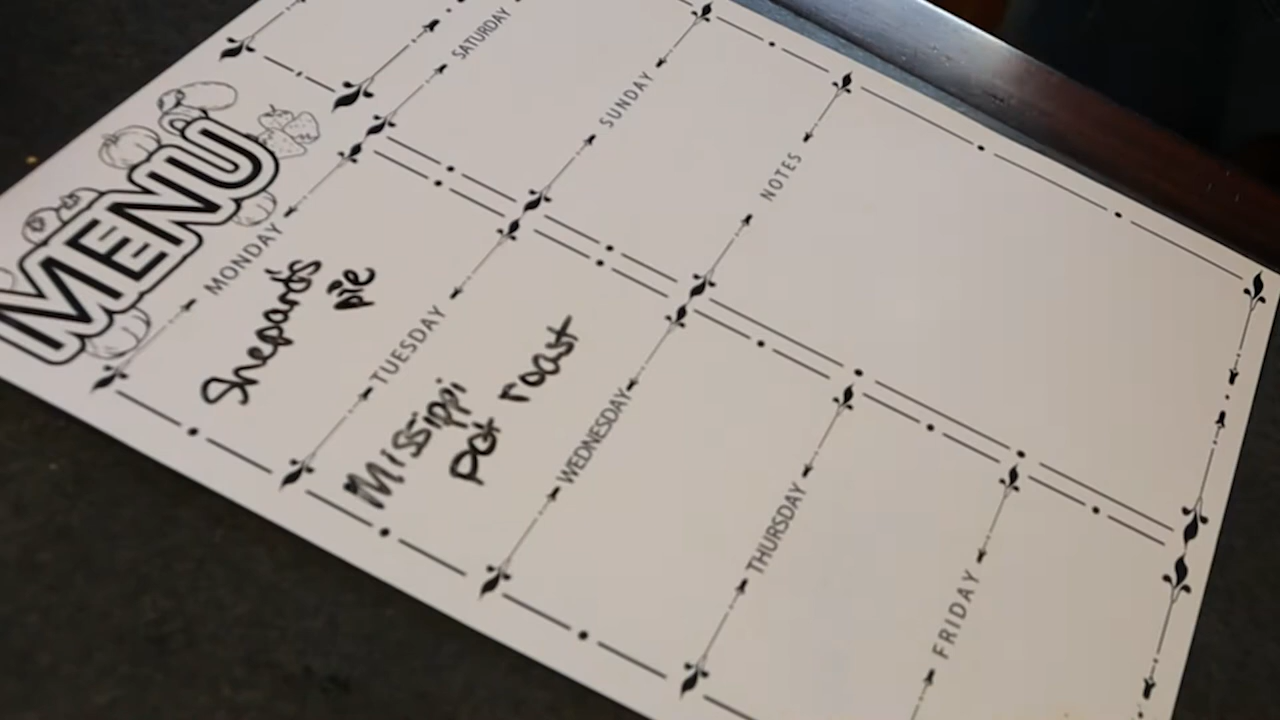 MENU
MONDAY
Shepard's
pie
TUESDAY
Missippi
pot roast
WEDNESDAY
THURSDAY
FRIDAY
SATURDAY
SUNDAY
NOTES